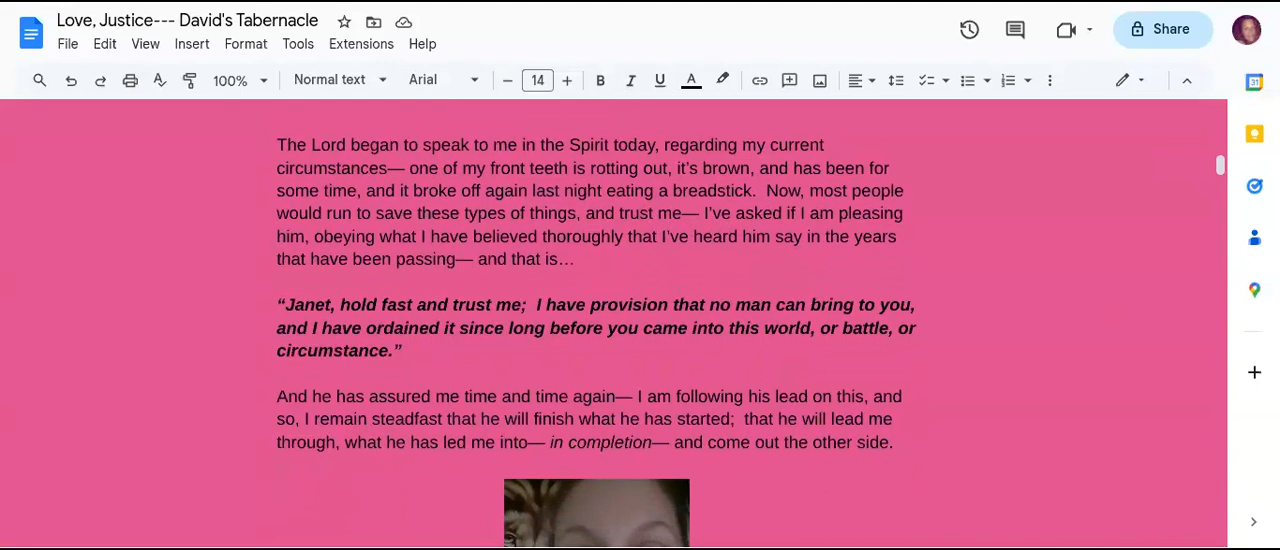 Love, Justice--- David's Tabernacle
File Edit View Insert Format Tools Extensions Help
Share
100% Normal text Arial – 14 + B I U A
31
The Lord began to speak to me in the Spirit today, regarding my current
circumstances— one of my front teeth is rotting out, it’s brown, and has been for
some time, and it broke off again last night eating a breadstick.  Now, most people
would run to save these types of things, and trust me— I’ve asked if I am pleasing
him, obeying what I have believed thoroughly that I’ve heard him say in the years
that have been passing— and that is…
“Janet, hold fast and trust me;  I have provision that no man can bring to you,
and I have ordained it since long before you came into this world, or battle, or
circumstance.”
And he has assured me time and time again— I am following his lead on this, and
so, I remain steadfast that he will finish what he has started;  that he will lead me
through, what he has led me into— in completion— and come out the other side.